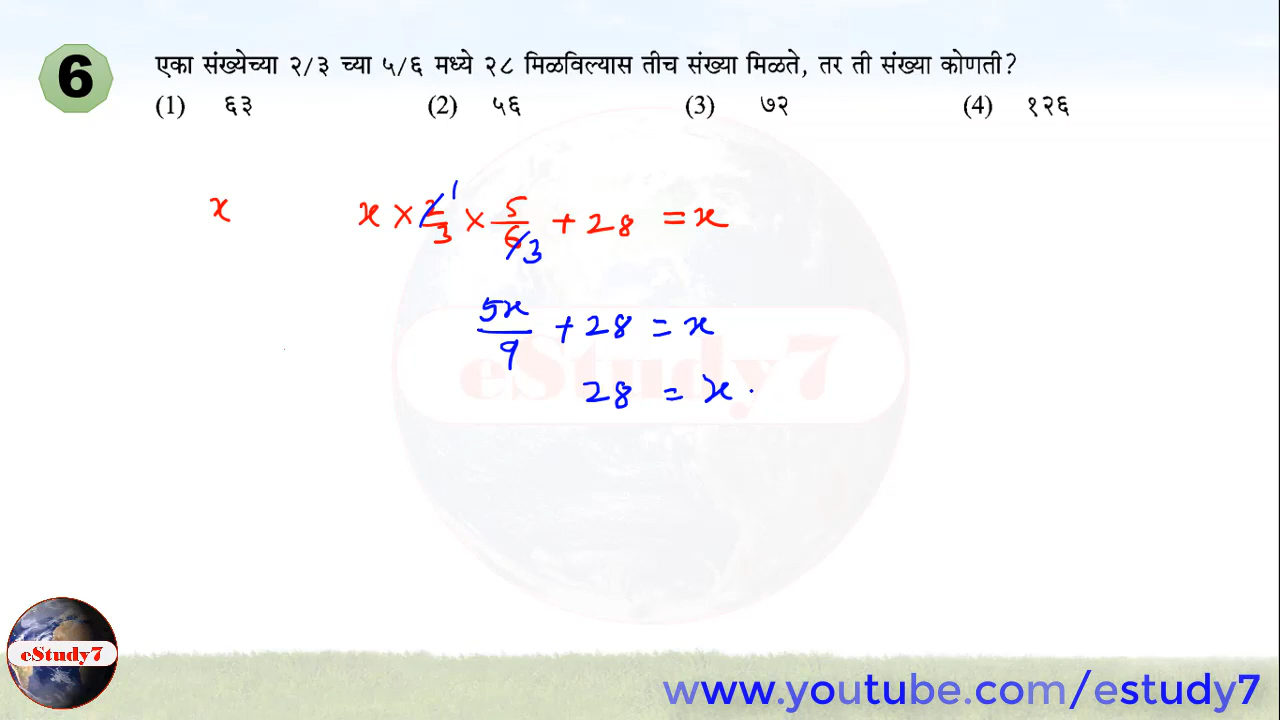 6 एका संख्येच्या २/३ च्या ५/६ मध्ये २८ मिळविल्यास तीच संख्या मिळते, तर ती संख्या कोणती?
(1) ६३ (2) ५६ (3) ७२ (4) १२६
x x × 2/3 1 × 5/6 3 + 28 = x
5x/9 + 28 = x
28 = x
eStudy7
eStudy7
www.youtube.com/estudy7